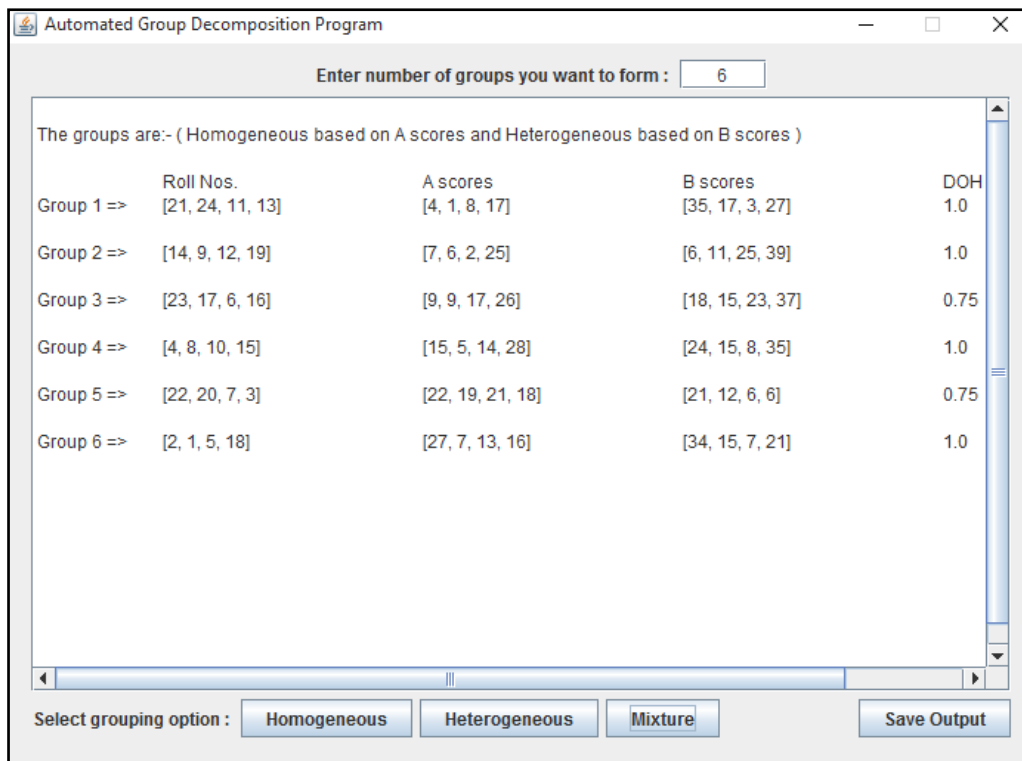 Automated Group Decomposition Program
Enter number of groups you want to form : 6
The groups are:- ( Homogeneous based on A scores and Heterogeneous based on B scores )
Roll Nos. A scores B scores DOH
Group 1 => [21, 24, 11, 13] [4, 1, 8, 17] [35, 17, 3, 27] 1.0
Group 2 => [14, 9, 12, 19] [7, 6, 2, 25] [6, 11, 25, 39] 1.0
Group 3 => [23, 17, 6, 16] [9, 9, 17, 26] [18, 15, 23, 37] 0.75
Group 4 => [4, 8, 10, 15] [15, 5, 14, 28] [24, 15, 8, 35] 1.0
Group 5 => [22, 20, 7, 3] [22, 19, 21, 18] [21, 12, 6, 6] 0.75
Group 6 => [2, 1, 5, 18] [27, 7, 13, 16] [34, 15, 7, 21] 1.0
Select grouping option : Homogeneous Heterogeneous Mixture Save Output